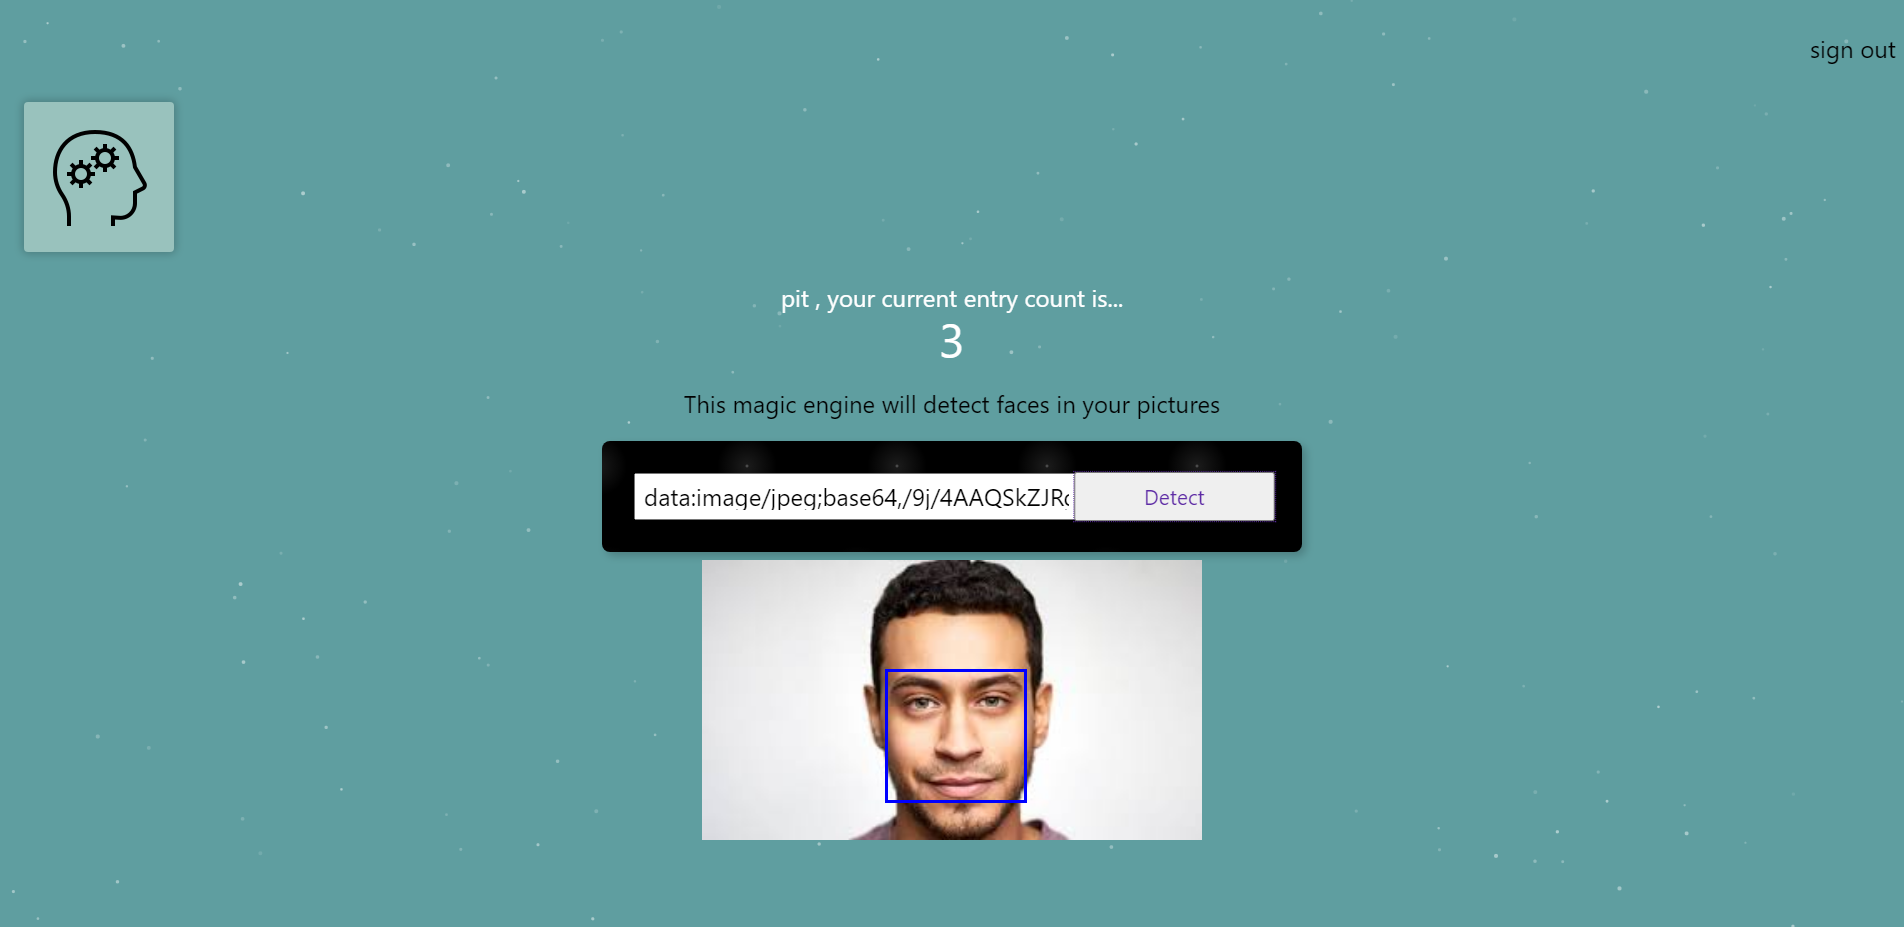 sign out
pit , your current entry count is...
3
This magic engine will detect faces in your pictures
data:image/jpeg;base64,/9j/4AAQSkZJR
Detect